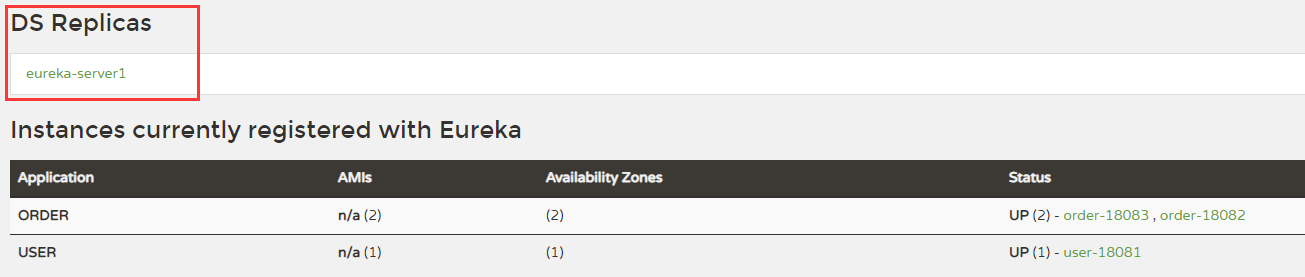 DS Replicas
eureka-server1
Instances currently registered with Eureka
Application AMIs Availability Zones Status
ORDER n/a (2) (2) UP (2) - order-18083 , order-18082
USER n/a (1) (1) UP (1) - user-18081